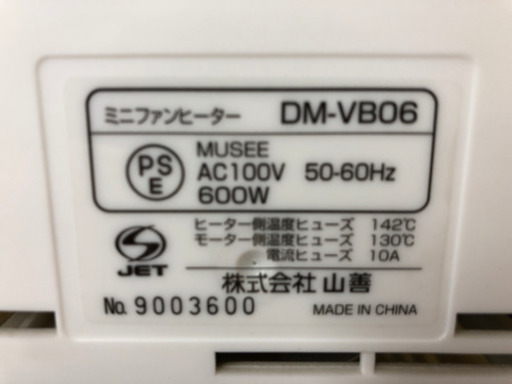 ミニファンヒーター DM-VB06
PSE
MUSEE
AC100V 50-60Hz
600W
ヒーター側温度ヒューズ 142℃
モーター側温度ヒューズ 130℃
電流ヒューズ 10A
JET
株式会社 山善
No. 9003600 MADE IN CHINA